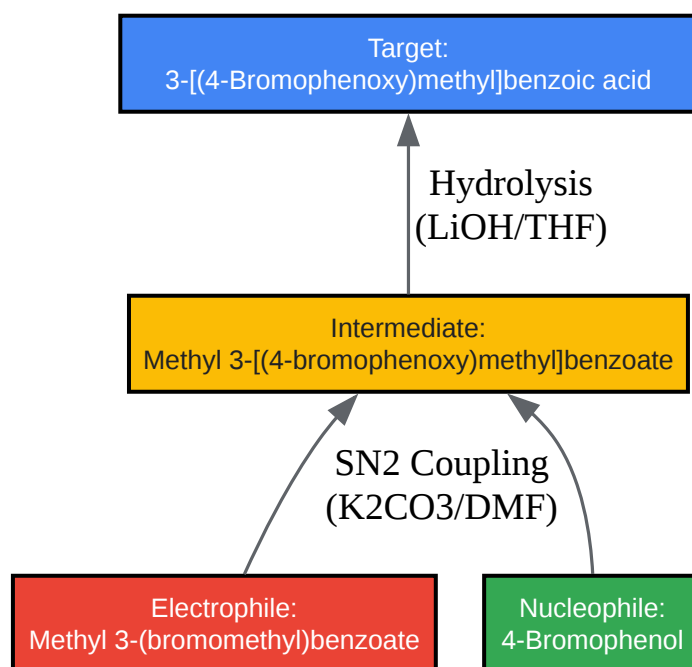 Target:
3-[(4-Bromophenoxy)methyl]benzoic acid
Hydrolysis
(LiOH/THF)
Intermediate:
Methyl 3-[(4-bromophenoxy)methyl]benzoate
SN2 Coupling
(K2CO3/DMF)
Electrophile:
Methyl 3-(bromomethyl)benzoate
Nucleophile:
4-Bromophenol